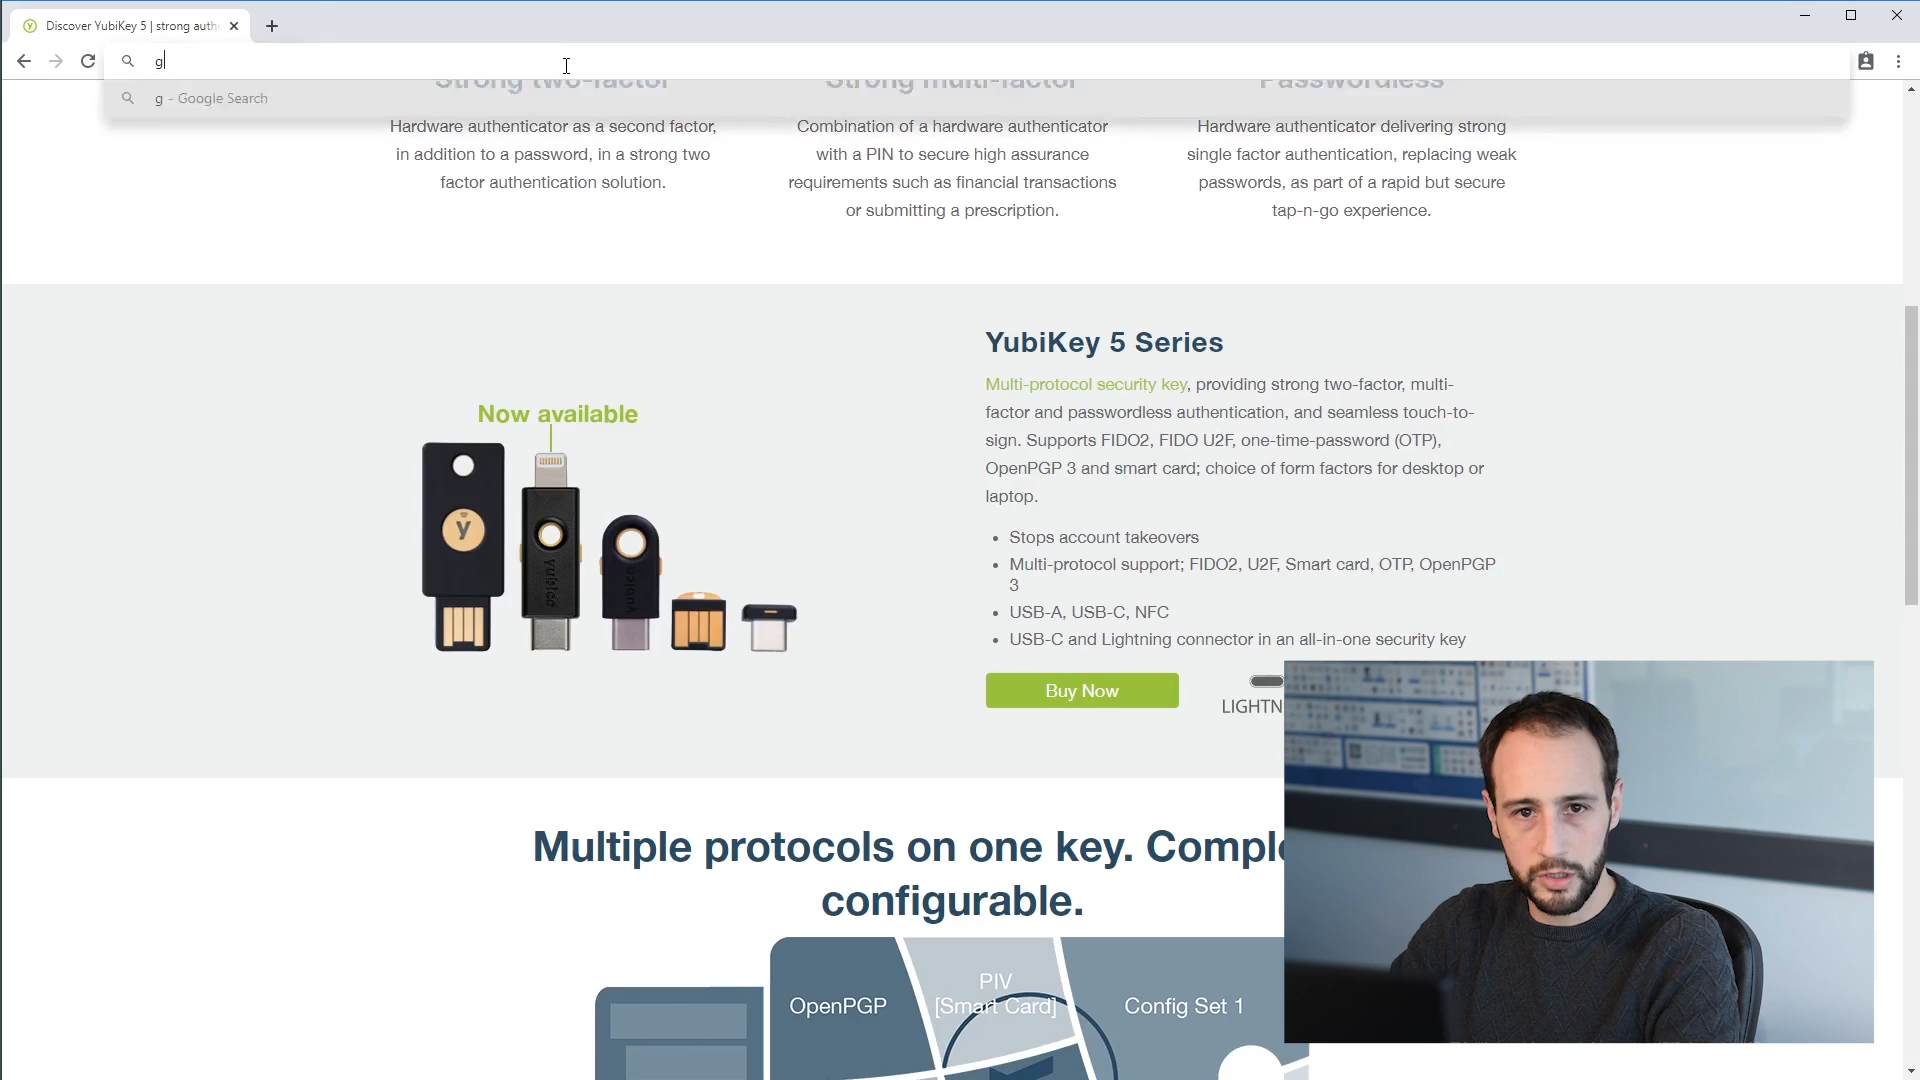 Discover YubiKey 5 | strong auth
g
g - Google Search
Strong two-factor
Strong multi-factor
Passwordless
Hardware authenticator as a second factor,
in addition to a password, in a strong two
factor authentication solution.
Combination of a hardware authenticator
with a PIN to secure high assurance
requirements such as financial transactions
or submitting a prescription.
Hardware authenticator delivering strong
single factor authentication, replacing weak
passwords, as part of a rapid but secure
tap-n-go experience.
Now available
y
yubico
yubico
YubiKey 5 Series
Multi-protocol security key, providing strong two-factor, multi-
factor and passwordless authentication, and seamless touch-to-
sign. Supports FIDO2, FIDO U2F, one-time-password (OTP),
OpenPGP 3 and smart card; choice of form factors for desktop or
laptop.
• Stops account takeovers
• Multi-protocol support; FIDO2, U2F, Smart card, OTP, OpenPGP
3
• USB-A, USB-C, NFC
• USB-C and Lightning connector in an all-in-one security key
Buy Now
LIGHTN
Multiple protocols on one key. Comple
configurable.
OpenPGP
PIV
[Smart Card]
Config Set 1